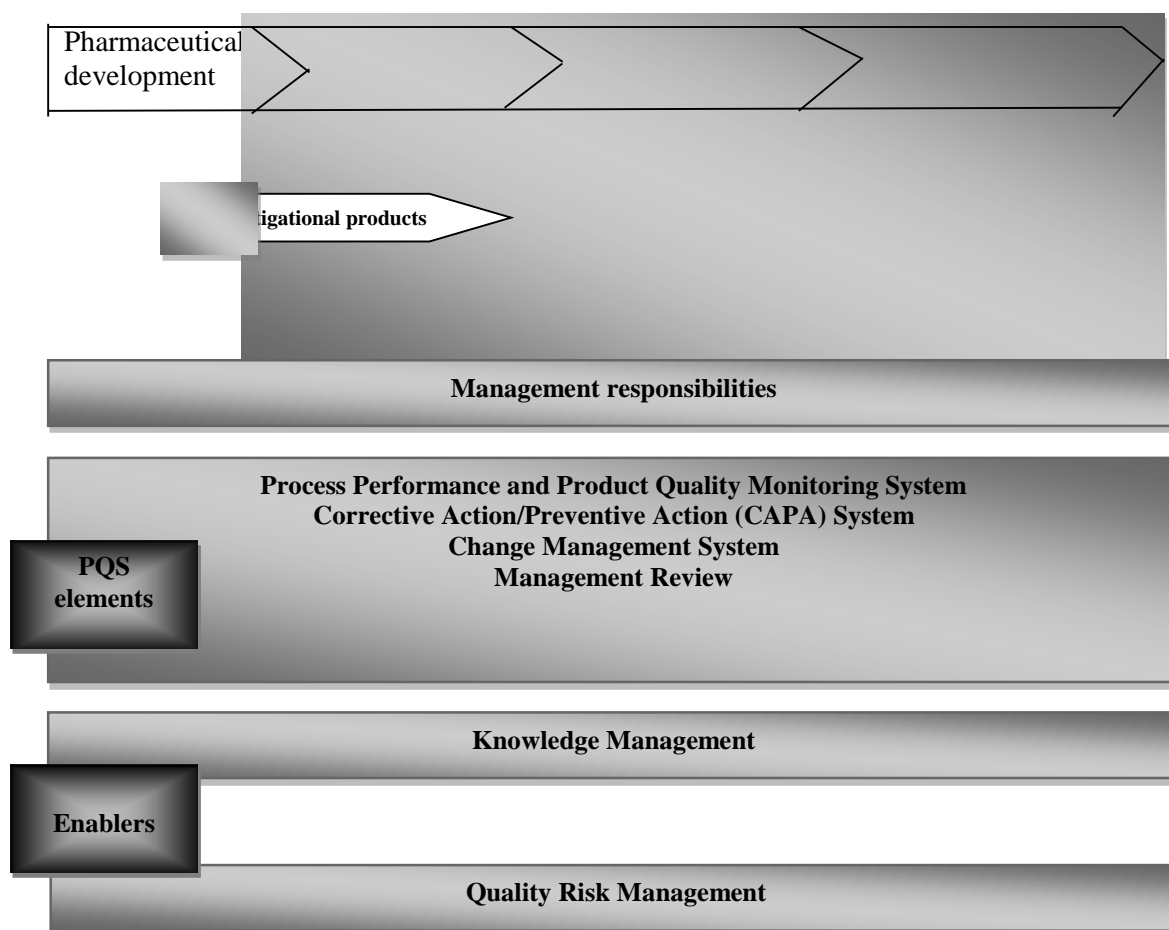 Pharmaceutical
development
tigational products
Management responsibilities
Process Performance and Product Quality Monitoring System
Corrective Action/Preventive Action (CAPA) System
Change Management System
Management Review
PQS
elements
Knowledge Management
Enablers
Quality Risk Management